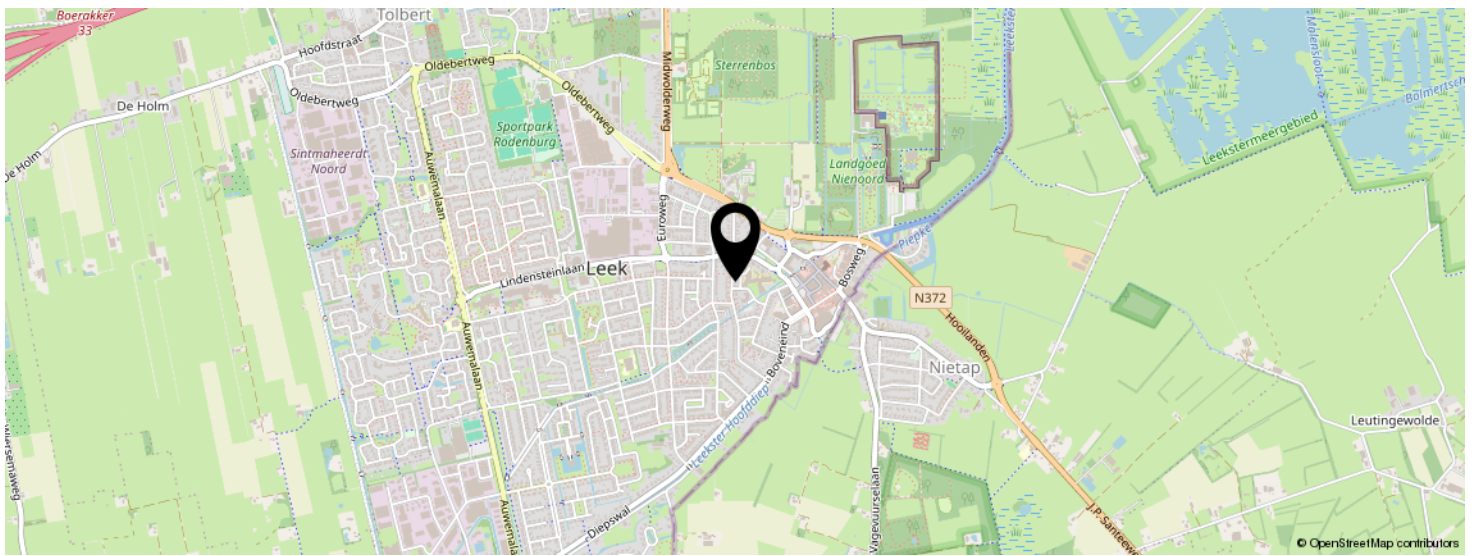 Boerakker
33
Tolbert
Hoofdstraat
Oldebertweg
Oldebertweg
Oldebertweg
De Holm
De Holm
Sintmaheerdt
Noord
Sportpark
Rodenburg
Auwemalaan
Midwolderweg
Sterrenbos
Landgoed
Nienoord
Molensloot
Leekstermeergebied
Euroweg
Piepke
Bosweg
Lindensteinlaan
Leek
N372
Hooilanden
Auwemalaan
Boveneind
Nietap
Leutingewolde
Wiersemaweg
Leekster Hoofddiep
Vagevuurselaan
Auwemalaan
Diepswal
© OpenStreetMap contributors